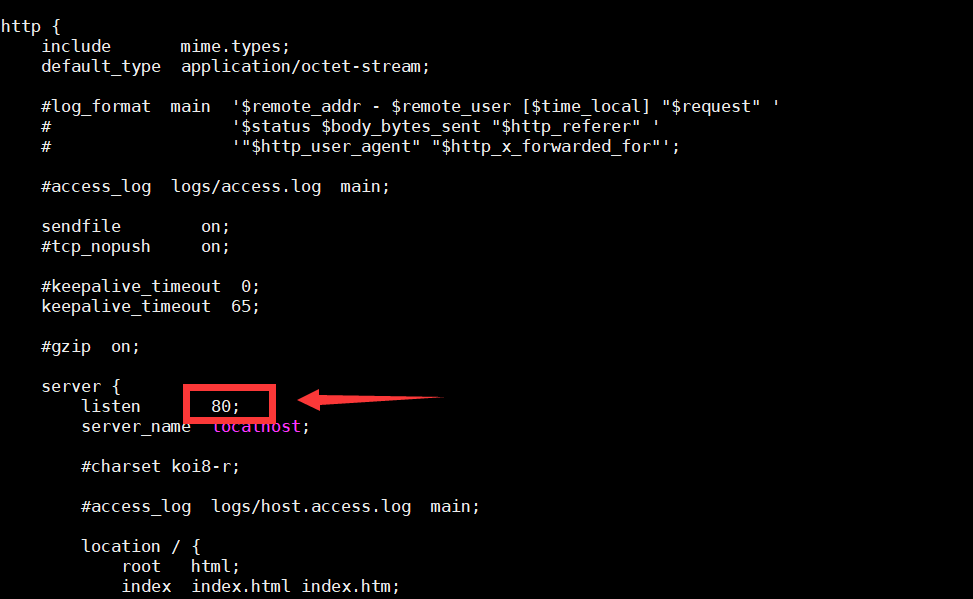 http {
    include       mime.types;
    default_type  application/octet-stream;

    #log_format  main  '$remote_addr - $remote_user [$time_local] "$request" '
    #                  '$status $body_bytes_sent "$http_referer" '
    #                  '"$http_user_agent" "$http_x_forwarded_for"';

    #access_log  logs/access.log  main;

    sendfile        on;
    #tcp_nopush     on;

    #keepalive_timeout  0;
    keepalive_timeout  65;

    #gzip  on;

    server {
        listen       80;
        server_name  localhost;

        #charset koi8-r;

        #access_log  logs/host.access.log  main;

        location / {
            root   html;
            index  index.html index.htm;